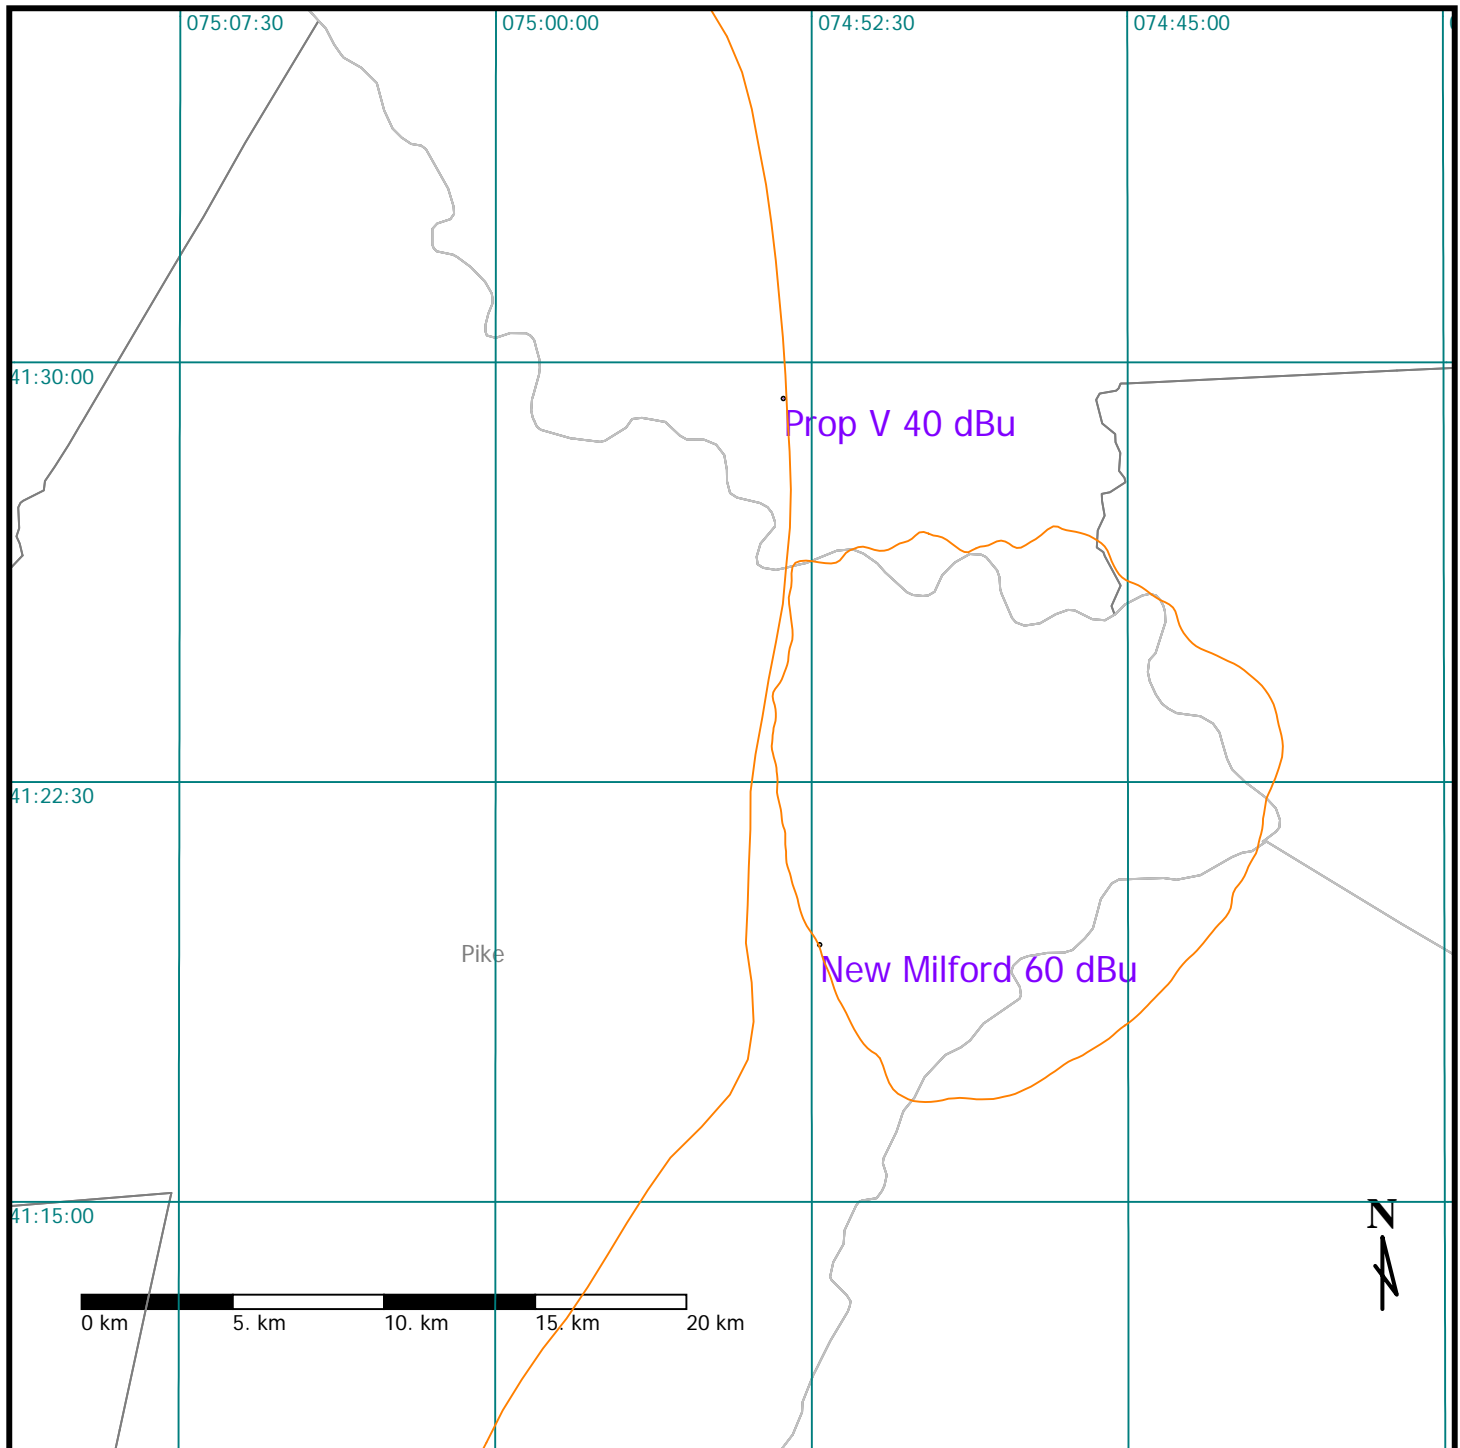 075:07:30
075:00:00
074:52:30
074:45:00
41:30:00
Prop V 40 dBu
41:22:30
Pike
New Milford 60 dBu
41:15:00
N
0 km
5. km
10. km
15. km
20 km